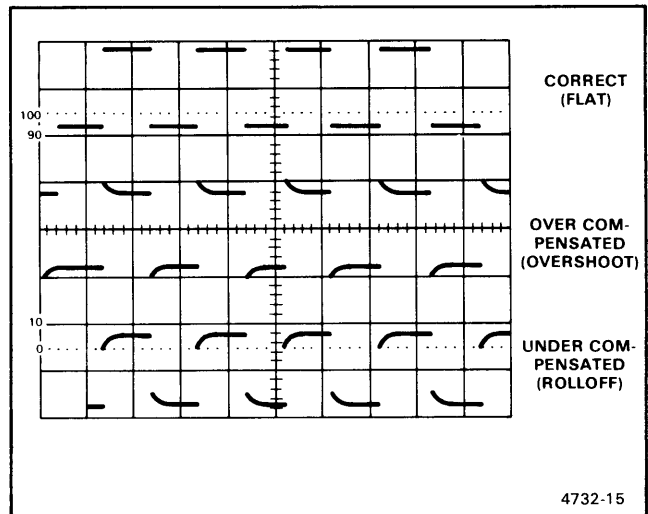 CORRECT
(FLAT)
100
90
OVER COM-
PENSATED
(OVERSHOOT)
10
0
UNDER COM-
PENSATED
(ROLLOFF)
4732-15